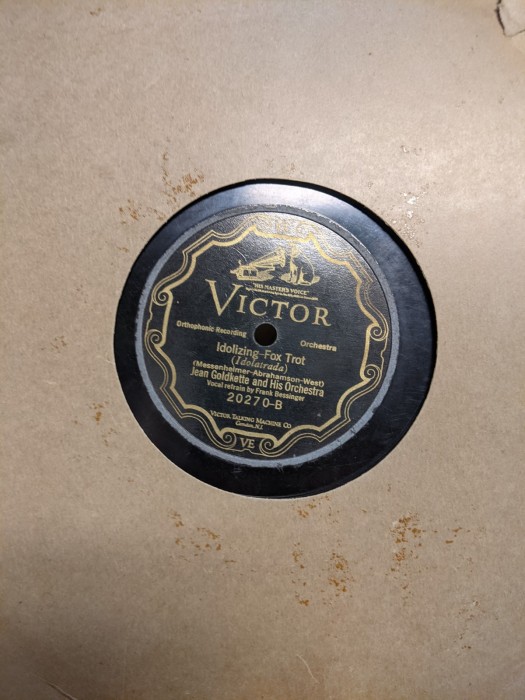 "HIS MASTER'S VOICE"
VICTOR
Orthophonic Recording
Orchestra
Idolizing-Fox Trot
(Idolatrada)
(Messenheimer-Abrahamson-West)
Jean Goldkette and His Orchestra
Vocal refrain by Frank Bessinger
20270-B
VICTOR TALKING MACHINE CO
Camden, N.J.
VE